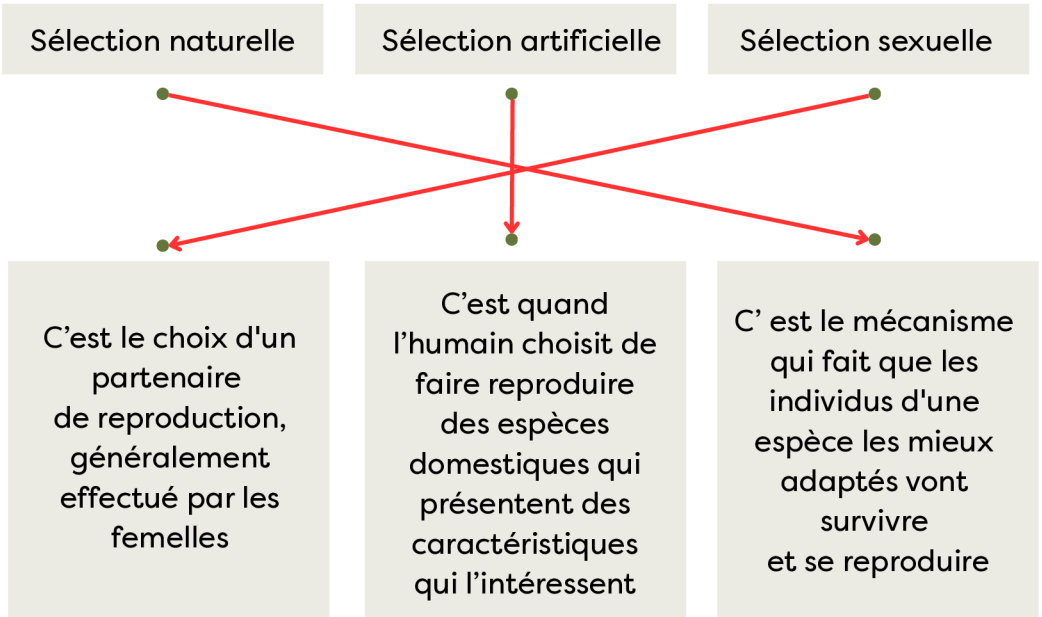 Sélection naturelle
Sélection artificielle
Sélection sexuelle
C’est le choix d'un
partenaire
de reproduction,
généralement
effectué par les
femelles
C’est quand
l’humain choisit de
faire reproduire
des espèces
domestiques qui
présentent des
caractéristiques
qui l’intéressent
C’ est le mécanisme
qui fait que les
individus d'une
espèce les mieux
adaptés vont
survivre
et se reproduire